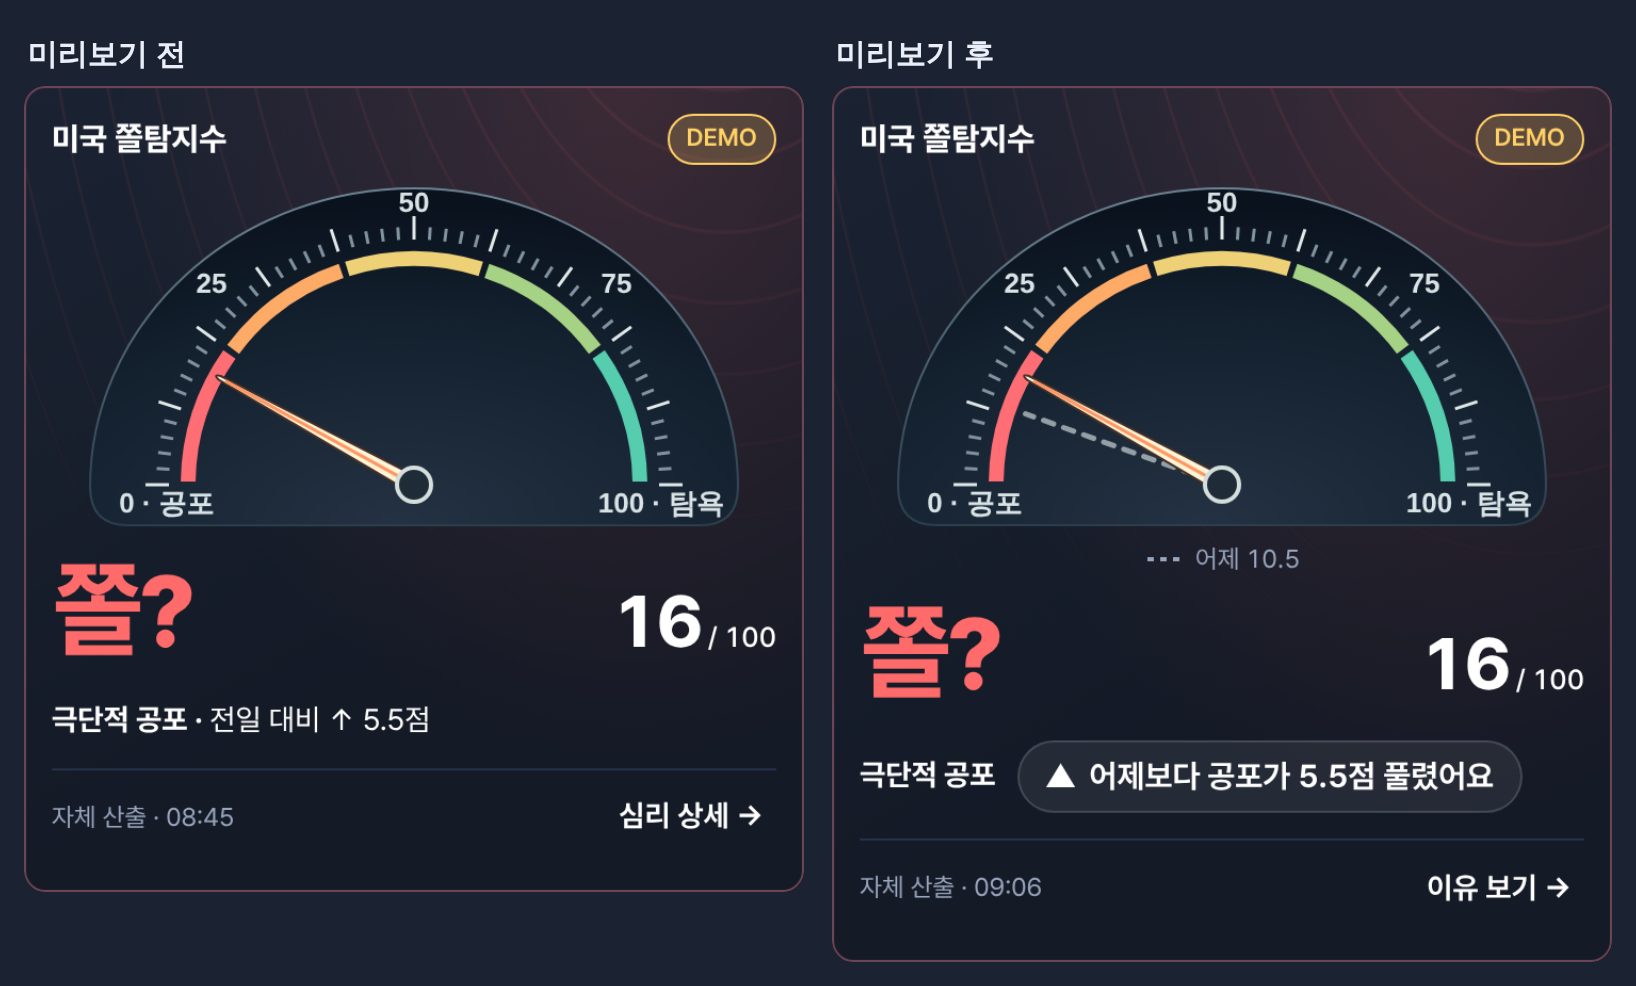 미리보기 전
미국 쫄탐지수
DEMO
50
25
75
0 · 공포
100 · 탐욕
쫄?
16 / 100
극단적 공포 · 전일 대비 ↑ 5.5점
자체 산출 · 08:45
심리 상세 →
미리보기 후
미국 쫄탐지수
DEMO
50
25
75
0 · 공포
100 · 탐욕
어제 10.5
쫄?
16 / 100
극단적 공포
▲ 어제보다 공포가 5.5점 풀렸어요
자체 산출 · 09:06
이유 보기 →